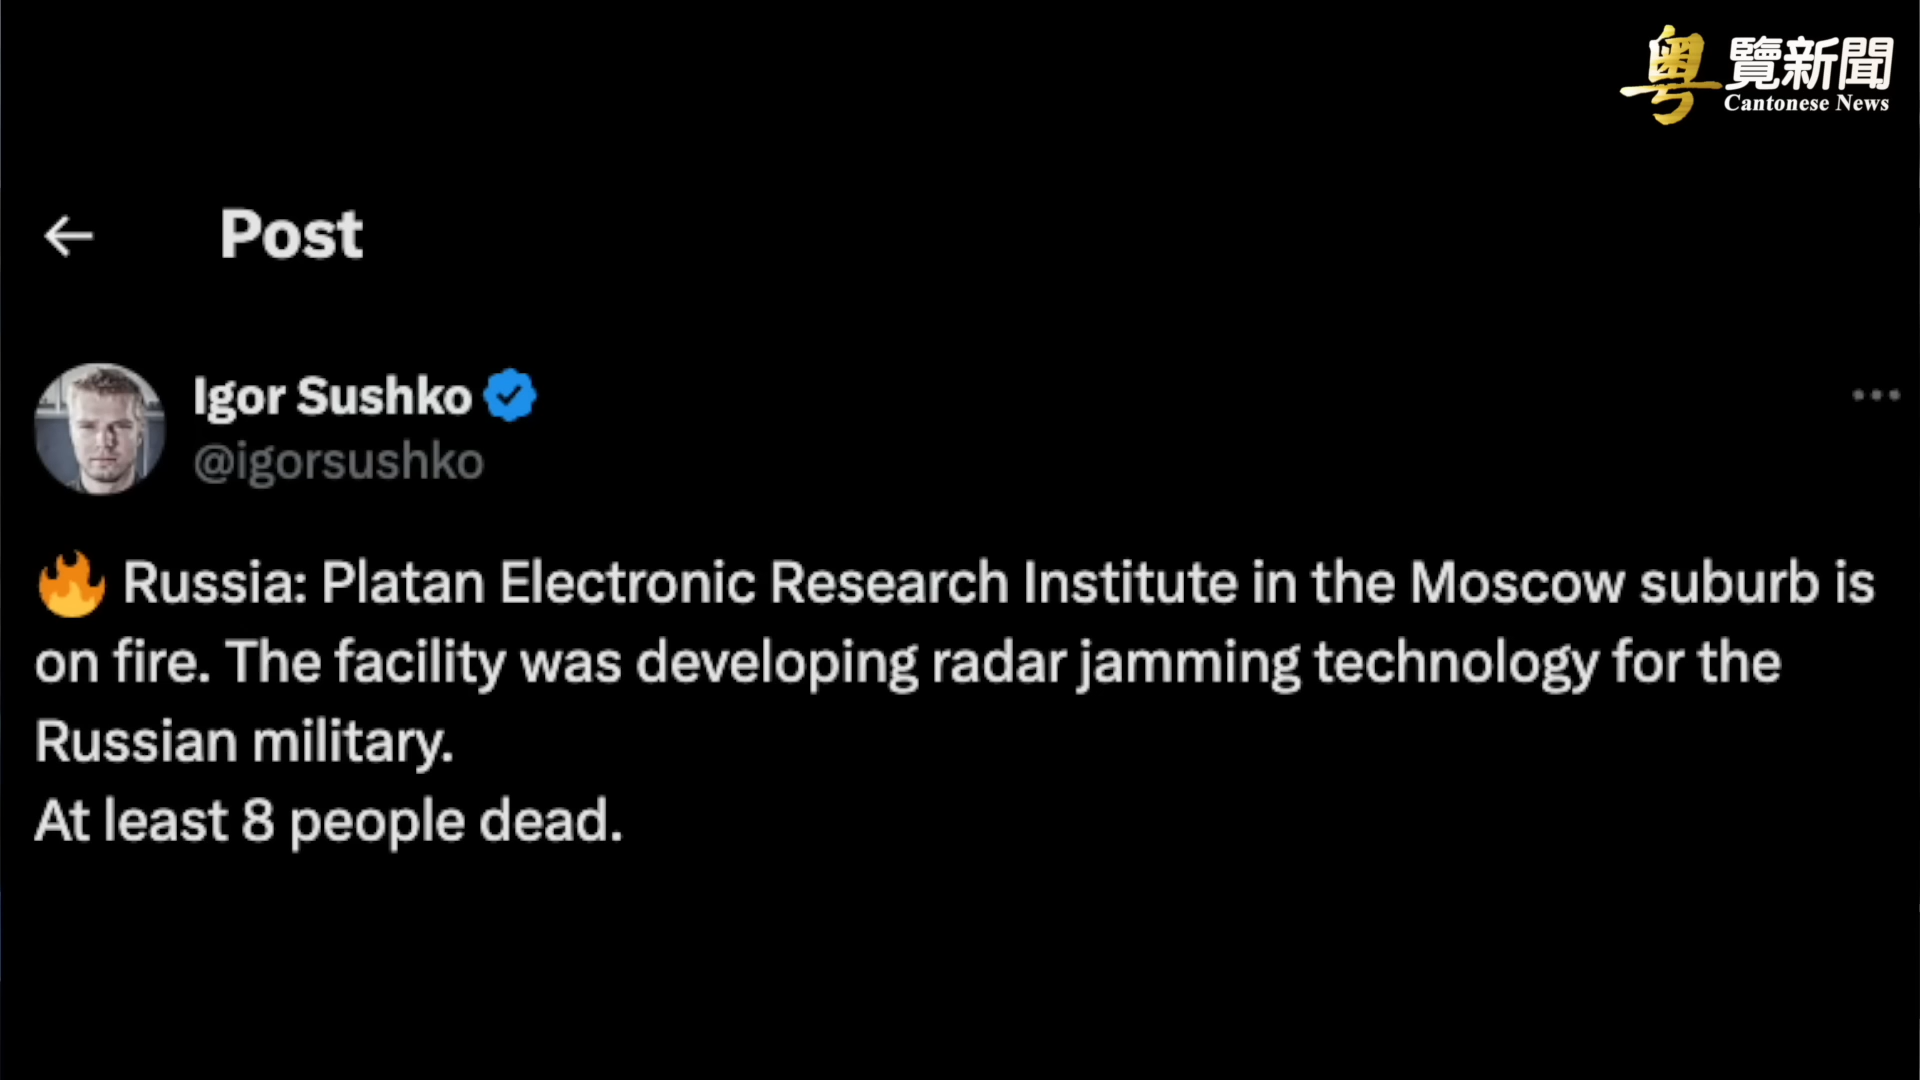 粤覽新聞
Cantonese News
Post
Igor Sushko
@igorsushko
🔥 Russia: Platan Electronic Research Institute in the Moscow suburb is
on fire. The facility was developing radar jamming technology for the
Russian military.
At least 8 people dead.